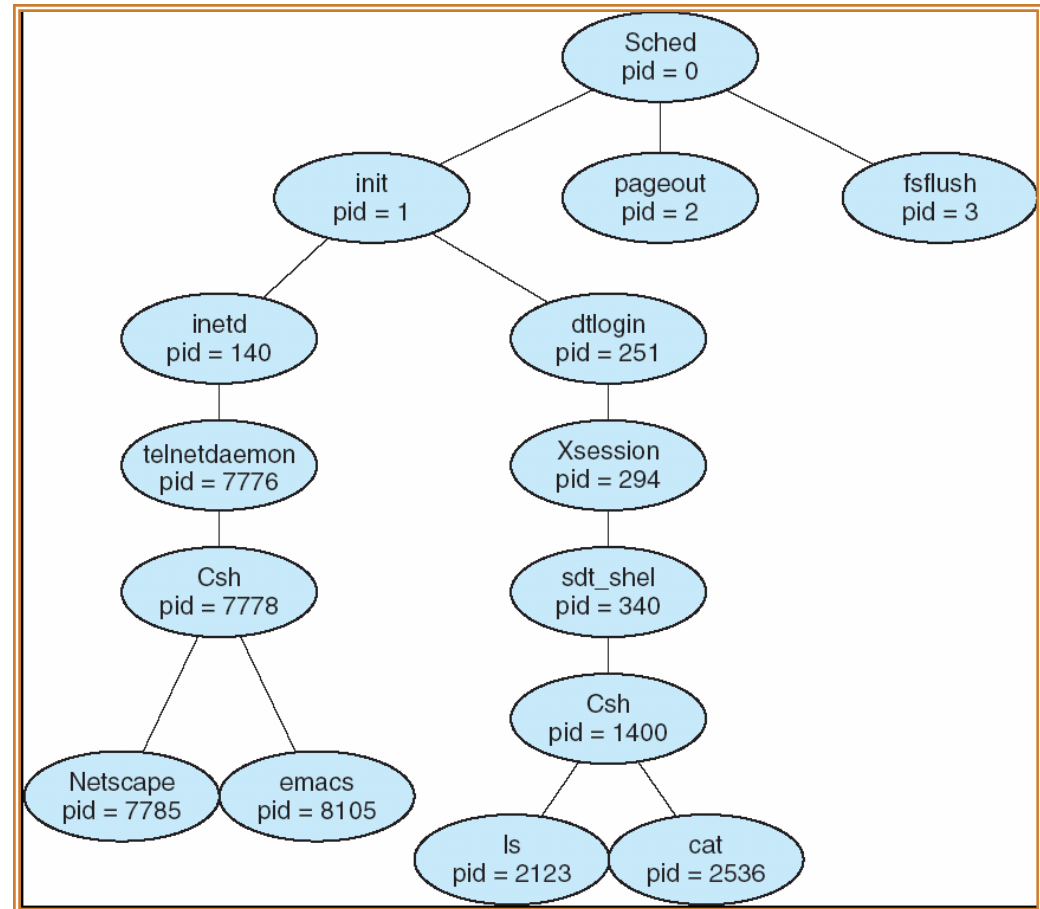 Sched
pid = 0
init
pid = 1
pageout
pid = 2
fsflush
pid = 3
inetd
pid = 140
dtlogin
pid = 251
telnetdaemon
pid = 7776
Xsession
pid = 294
Csh
pid = 7778
sdt_shel
pid = 340
Csh
pid = 1400
Netscape
pid = 7785
emacs
pid = 8105
ls
pid = 2123
cat
pid = 2536